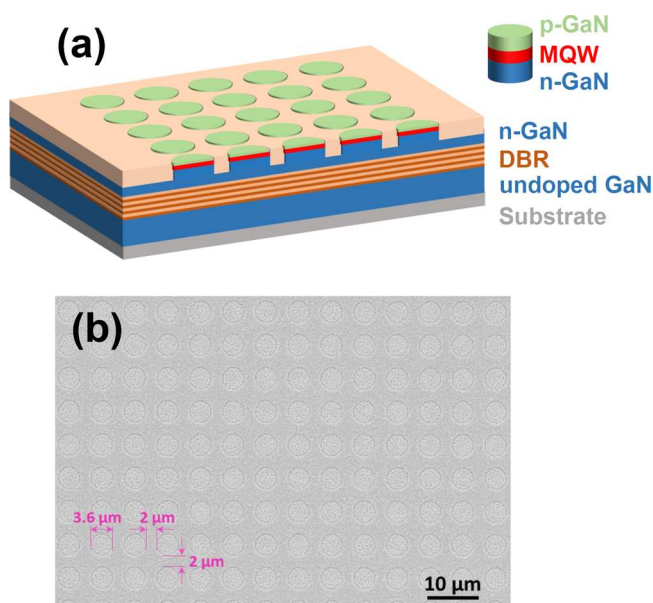 (a)
p-GaN
MQW
n-GaN
n-GaN
DBR
undoped GaN
Substrate
(b)
3.6 µm
2 µm
2 µm
10 µm